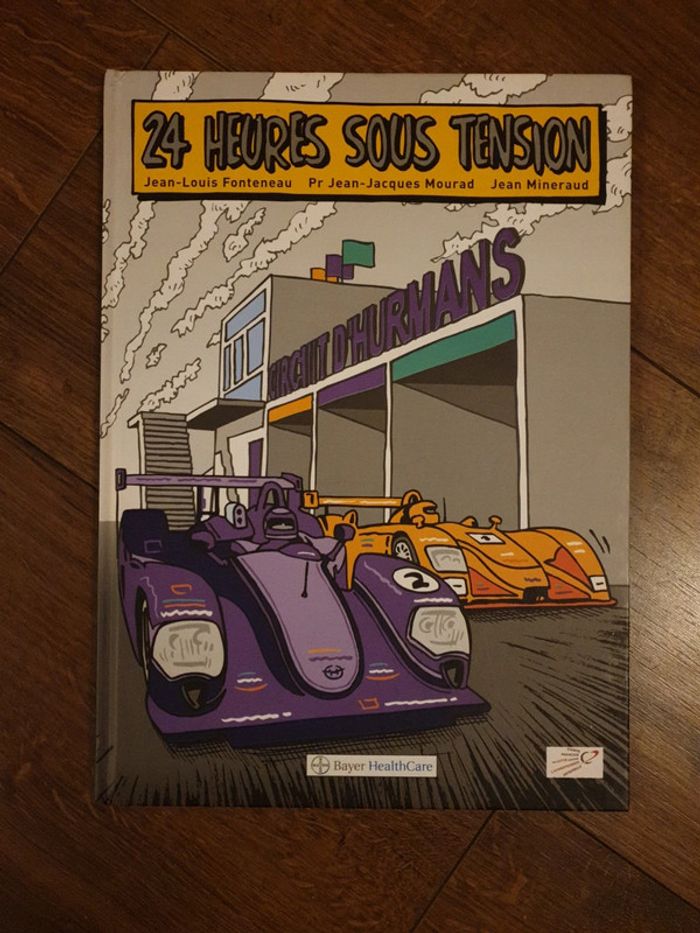 24 HEURES SOUS TENSION
Jean-Louis Fonteneau Pr Jean-Jacques Mourad Jean Mineraud
CIRCUIT D'HURMANS
2
Bayer HealthCare